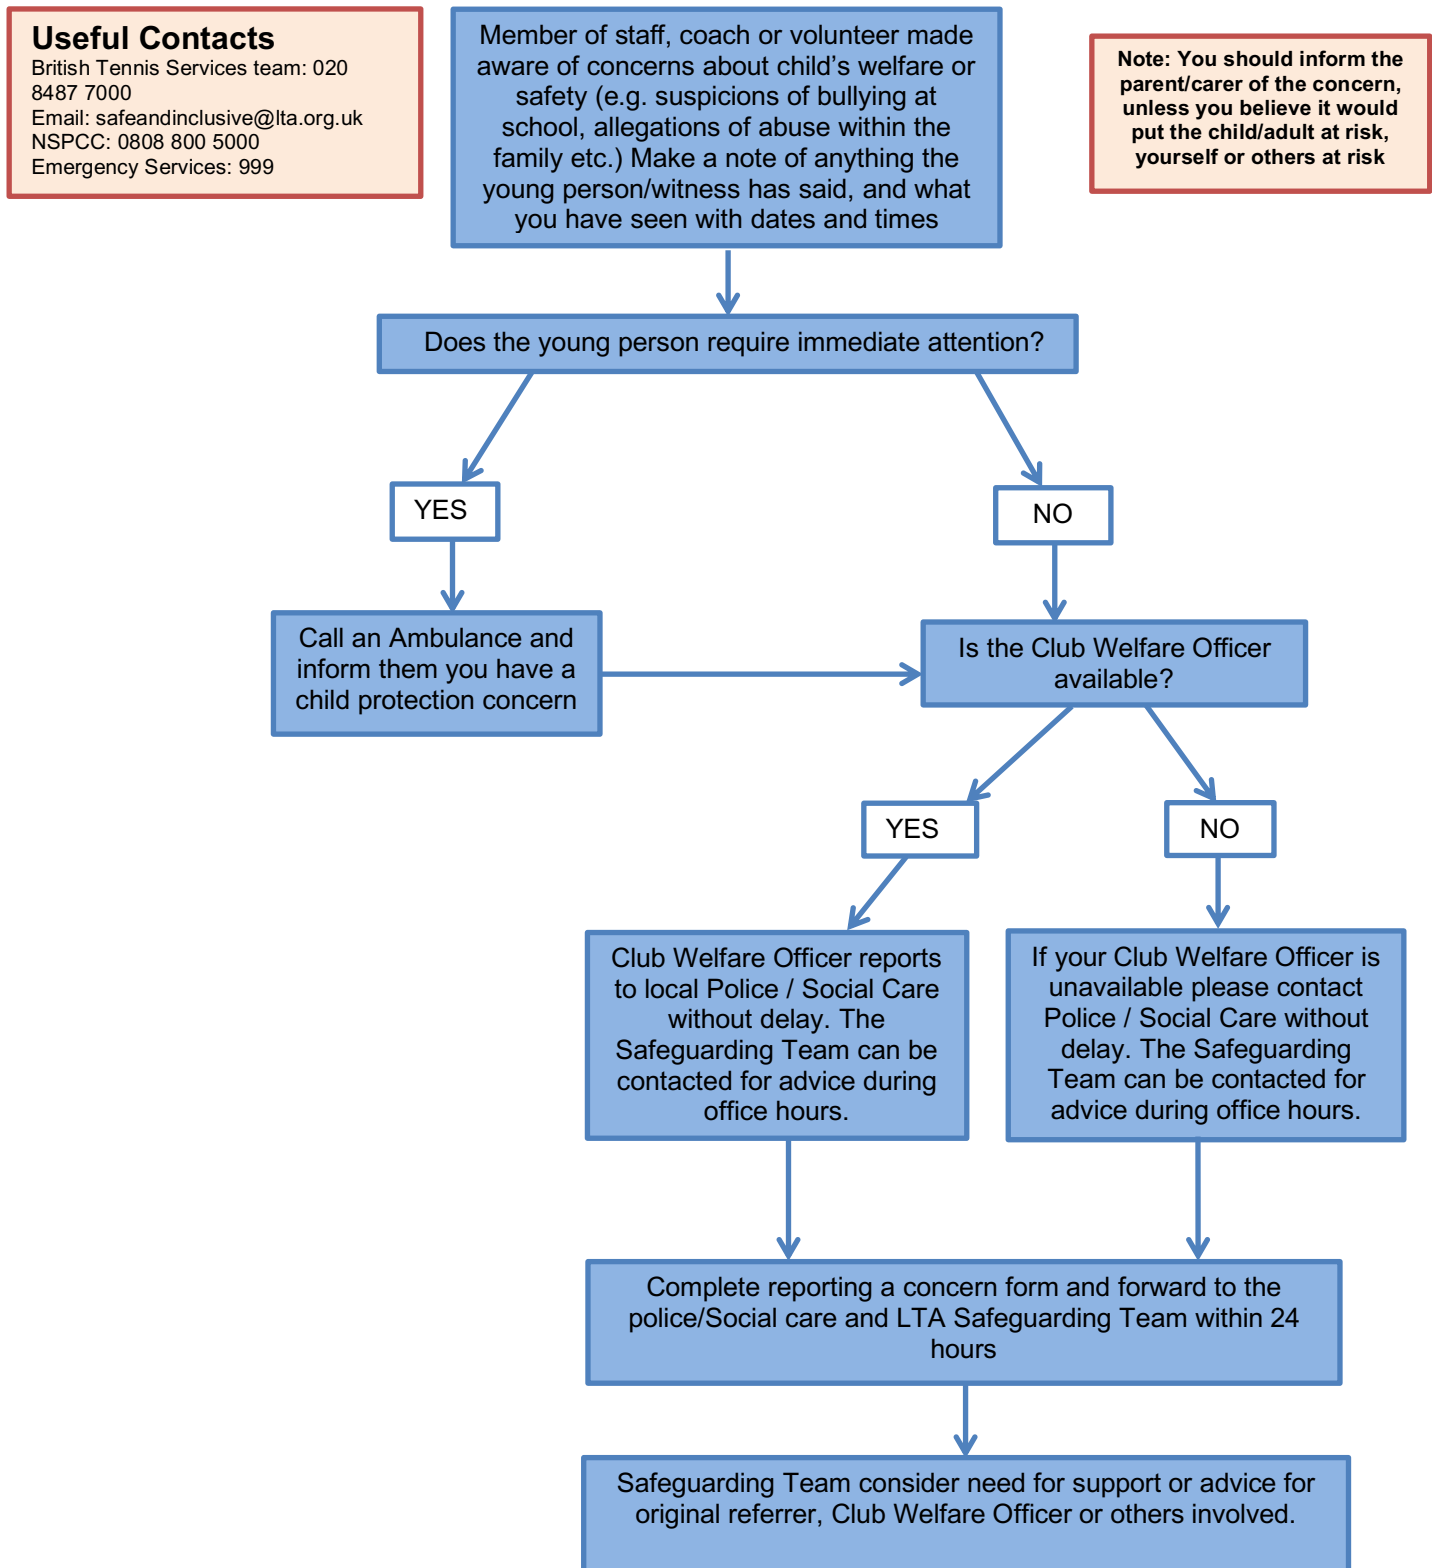 Useful Contacts
British Tennis Services team: 020
8487 7000
Email: safeandinclusive@lta.org.uk
NSPCC: 0808 800 5000
Emergency Services: 999
Member of staff, coach or volunteer made
aware of concerns about child’s welfare or
safety (e.g. suspicions of bullying at
school, allegations of abuse within the
family etc.) Make a note of anything the
young person/witness has said, and what
you have seen with dates and times
Note: You should inform the
parent/carer of the concern,
unless you believe it would
put the child/adult at risk,
yourself or others at risk
Does the young person require immediate attention?
YES
NO
Call an Ambulance and
inform them you have a
child protection concern
Is the Club Welfare Officer
available?
YES
NO
Club Welfare Officer reports
to local Police / Social Care
without delay. The
Safeguarding Team can be
contacted for advice during
office hours.
If your Club Welfare Officer is
unavailable please contact
Police / Social Care without
delay. The Safeguarding
Team can be contacted for
advice during office hours.
Complete reporting a concern form and forward to the
police/Social care and LTA Safeguarding Team within 24
hours
Safeguarding Team consider need for support or advice for
original referrer, Club Welfare Officer or others involved.